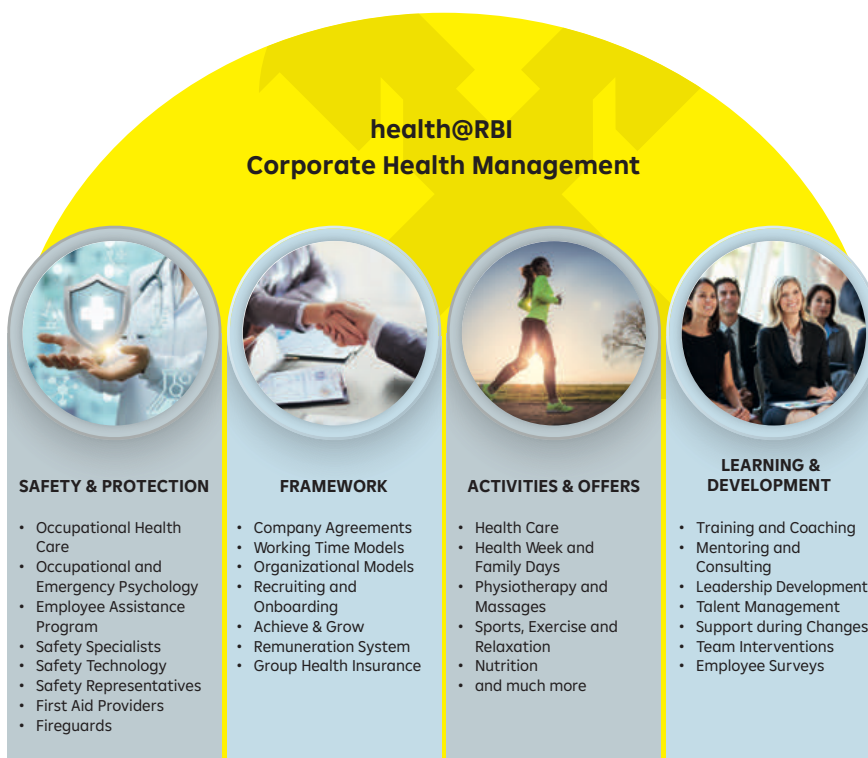 health@RBI
Corporate Health Management
SAFETY & PROTECTION
• Occupational Health
Care
• Occupational and
Emergency Psychology
• Employee Assistance
Program
• Safety Specialists
• Safety Technology
• Safety Representatives
• First Aid Providers
• Fireguards
FRAMEWORK
• Company Agreements
• Working Time Models
• Organizational Models
• Recruiting and
Onboarding
• Achieve & Grow
• Remuneration System
• Group Health Insurance
ACTIVITIES & OFFERS
• Health Care
• Health Week and
Family Days
• Physiotherapy and
Massages
• Sports, Exercise and
Relaxation
• Nutrition
• and much more
LEARNING &
DEVELOPMENT
• Training and Coaching
• Mentoring and
Consulting
• Leadership Development
• Talent Management
• Support during Changes
• Team Interventions
• Employee Surveys